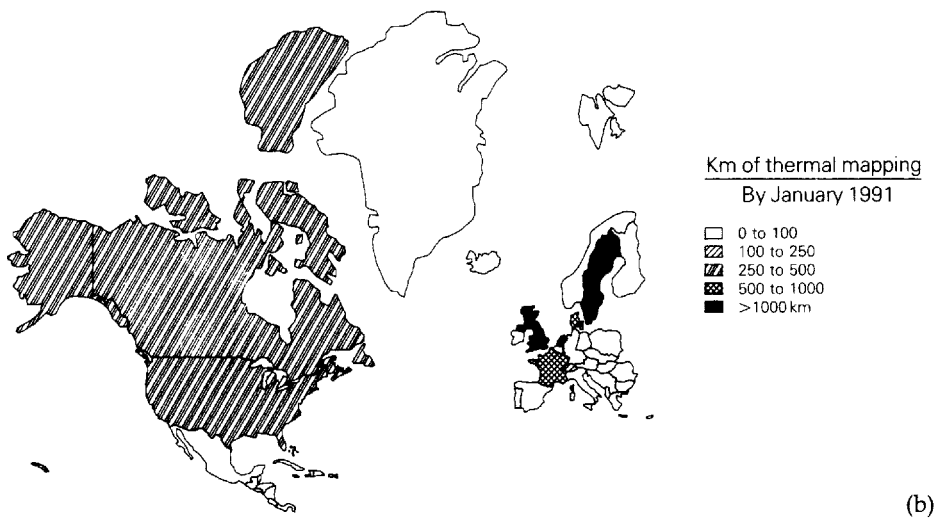 Km of thermal mapping
By January 1991
0 to 100
100 to 250
250 to 500
500 to 1000
>1000 km
(b)